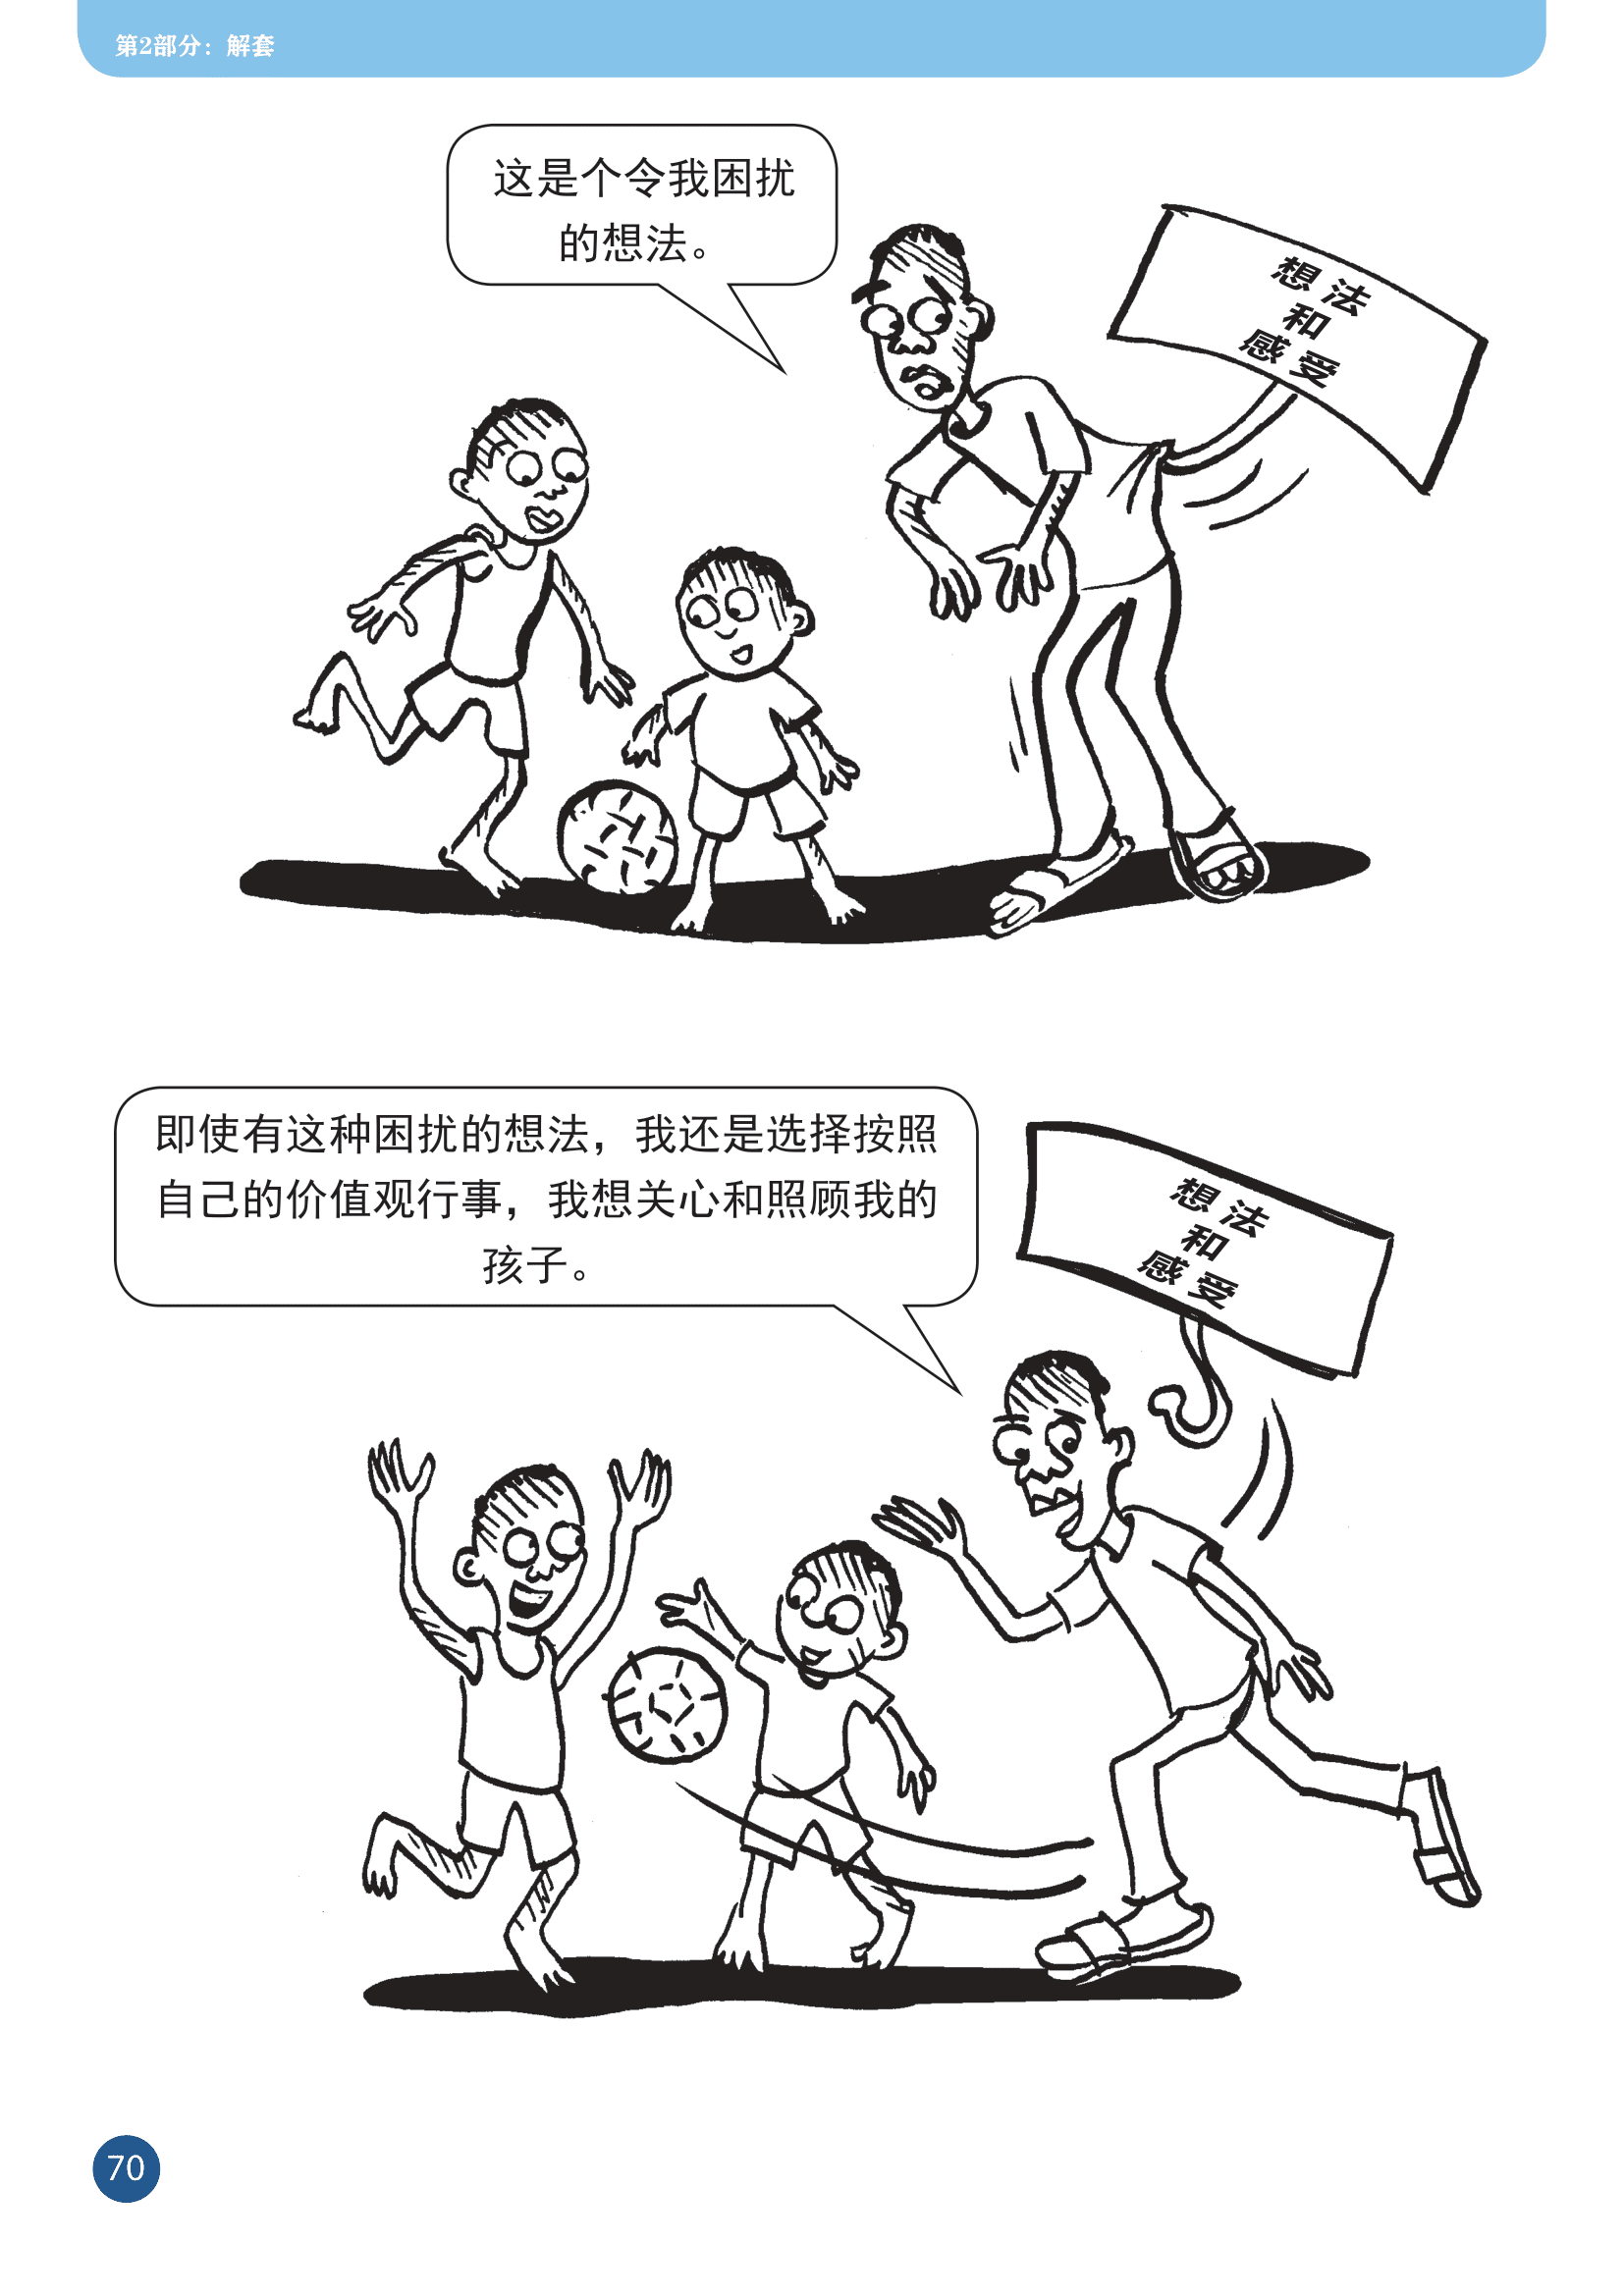 第2部分：解套
这是个令我困扰
的想法。
想法
和
感受
即使有这种困扰的想法，我还是选择按照
自己的价值观行事，我想关心和照顾我的
孩子。
想法
和
感受
70